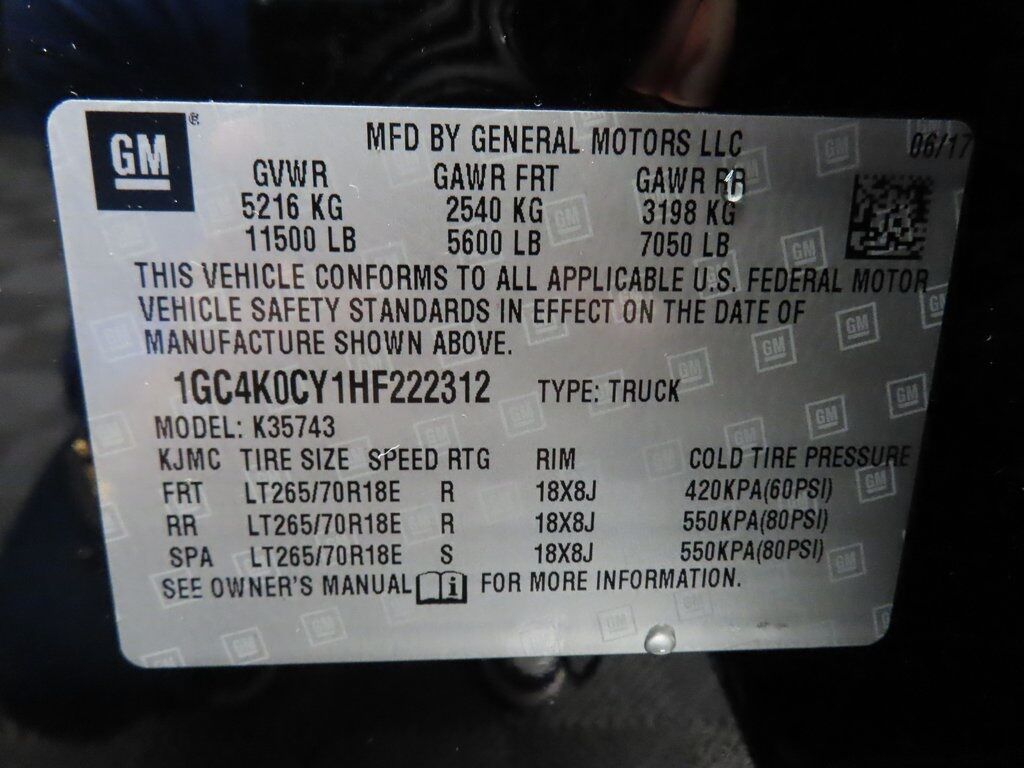 GM ®
MFD BY GENERAL MOTORS LLC 06/17
GVWR GAWR FRT GAWR RR
5216 KG 2540 KG 3198 KG
11500 LB 5600 LB 7050 LB
THIS VEHICLE CONFORMS TO ALL APPLICABLE U.S. FEDERAL MOTOR
VEHICLE SAFETY STANDARDS IN EFFECT ON THE DATE OF
MANUFACTURE SHOWN ABOVE.
1GC4K0CY1HF222312 TYPE: TRUCK
MODEL: K35743
KJMC TIRE SIZE SPEED RTG RIM COLD TIRE PRESSURE
FRT LT265/70R18E R 18X8J 420KPA(60PSI)
RR LT265/70R18E R 18X8J 550KPA(80PSI)
SPA LT265/70R18E S 18X8J 550KPA(80PSI)
SEE OWNER'S MANUAL i FOR MORE INFORMATION.